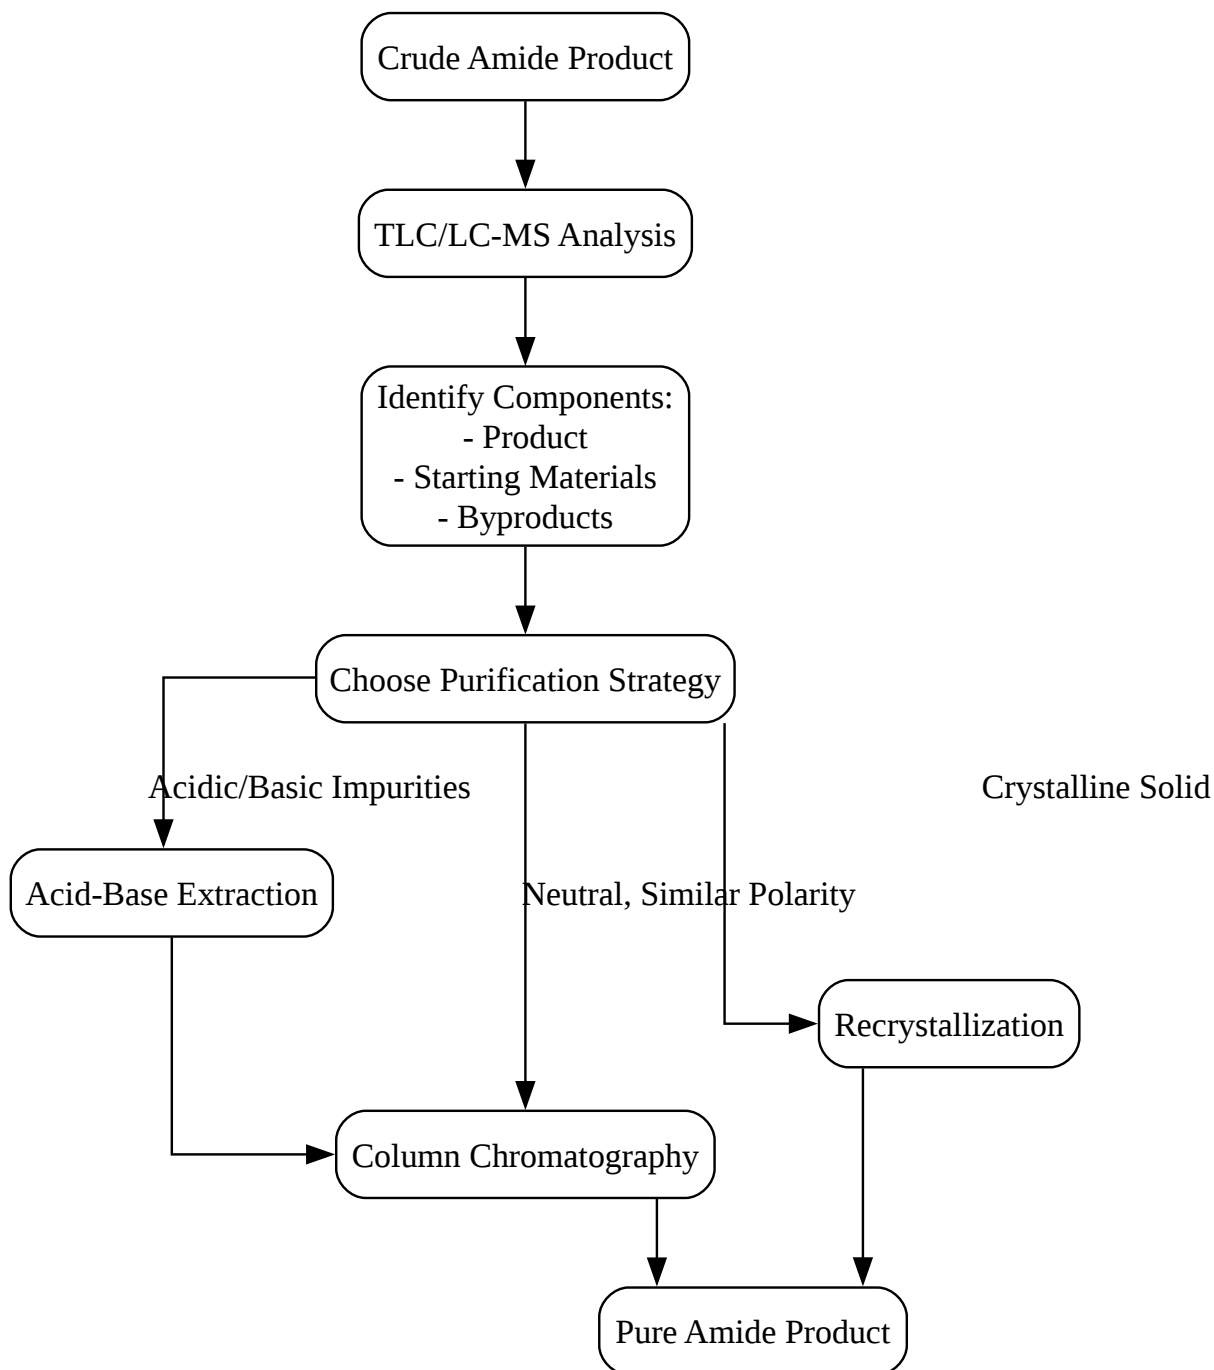 Crude Amide Product
TLC/LC-MS Analysis
Identify Components:
- Product
- Starting Materials
- Byproducts
Choose Purification Strategy
Acidic/Basic Impurities
Crystalline Solid
Acid-Base Extraction
Neutral, Similar Polarity
Recrystallization
Column Chromatography
Pure Amide Product